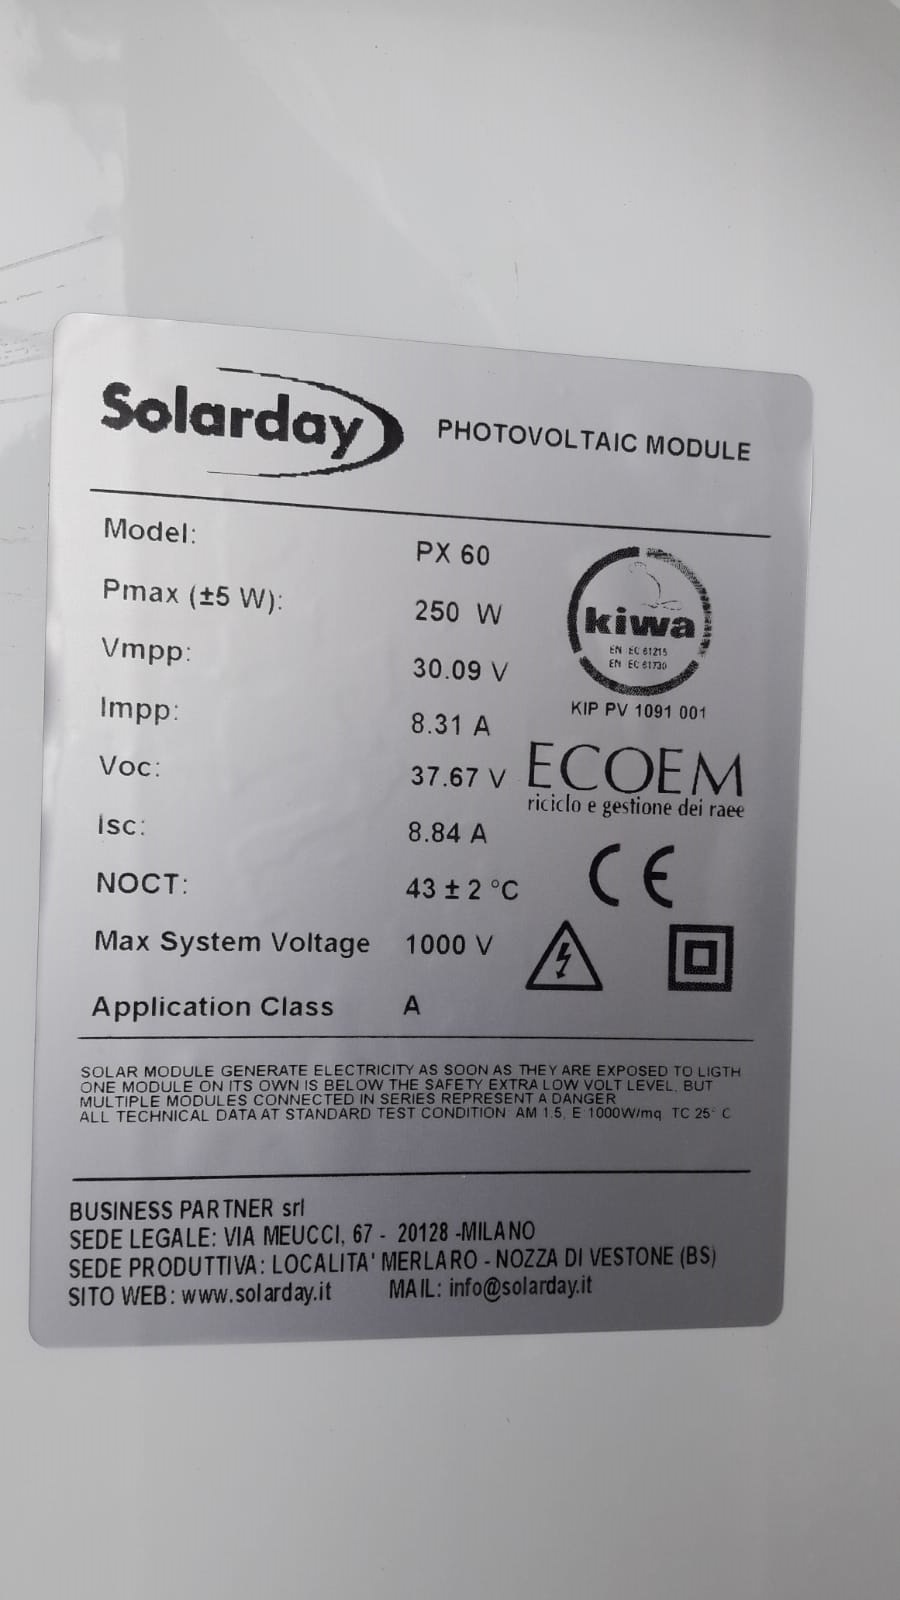 Solarday
PHOTOVOLTAIC MODULE
Model: PX 60
Pmax (±5 W): 250 W
Vmpp: 30.09 V
Impp: 8.31 A
Voc: 37.67 V
Isc: 8.84 A
NOCT: 43 ± 2 °C
Max System Voltage 1000 V
Application Class A
kiwa
EN EC 61215
EN EC 61730
KIP PV 1091 001
ECOEM
riciclo e gestione dei raee
CE
SOLAR MODULE GENERATE ELECTRICITY AS SOON AS THEY ARE EXPOSED TO LIGTH
ONE MODULE ON ITS OWN IS BELOW THE SAFETY EXTRA LOW VOLT LEVEL, BUT
MULTIPLE MODULES CONNECTED IN SERIES REPRESENT A DANGER
ALL TECHNICAL DATA AT STANDARD TEST CONDITION AM 1.5, E 1000W/mq TC 25° C
BUSINESS PARTNER srl
SEDE LEGALE: VIA MEUCCI, 67 - 20128 -MILANO
SEDE PRODUTTIVA: LOCALITA' MERLARO - NOZZA DI VESTONE (BS)
SITO WEB: www.solarday.it MAIL: info@solarday.it